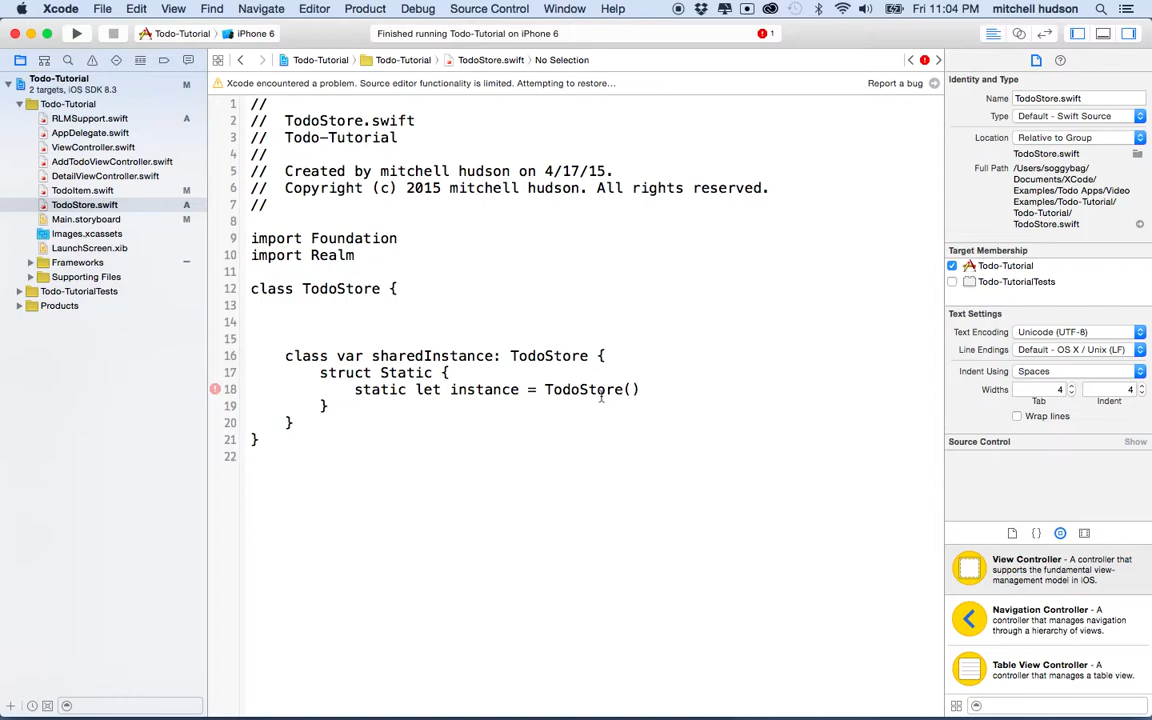 Xcode File Edit View Find Navigate Editor Product Debug Source Control Window Help Fri 11:04 PM mitchell hudson
Todo-Tutorial iPhone 6 Finished running Todo-Tutorial on iPhone 6 1
Todo-Tutorial Todo-Tutorial TodoStore.swift No Selection
Xcode encountered a problem. Source editor functionality is limited. Attempting to restore... Report a bug
Todo-Tutorial M
2 targets, iOS SDK 8.3
Todo-Tutorial
RLMSupport.swift A
AppDelegate.swift
ViewController.swift
AddTodoViewController.swift
DetailViewController.swift
TodoItem.swift M
TodoStore.swift A
Main.storyboard M
Images.xcassets
LaunchScreen.xib
Frameworks
Supporting Files
Todo-TutorialTests
Products
1 //
2 // TodoStore.swift
3 // Todo-Tutorial
4 //
5 // Created by mitchell hudson on 4/17/15.
6 // Copyright (c) 2015 mitchell hudson. All rights reserved.
7 //
8
9 import Foundation
10 import Realm
11
12 class TodoStore {
13
14
15
16 class var sharedInstance: TodoStore {
17 struct Static {
18 static let instance = TodoStore()
19 }
20 }
21 }
22
Identity and Type
Name TodoStore.swift
Type Default - Swift Source
Location Relative to Group
TodoStore.swift
Full Path /Users/soggybag/
Documents/XCode/
Examples/Todo Apps/Video
Examples/Todo-Tutorial/
Todo-Tutorial/
TodoStore.swift
Target Membership
Todo-Tutorial
Todo-TutorialTests
Text Settings
Text Encoding Unicode (UTF-8)
Line Endings Default - OS X / Unix (LF)
Indent Using Spaces
Widths 4 4
Tab Indent
Wrap lines
Source Control Show
View Controller - A controller that
supports the fundamental view-
management model in iOS.
Navigation Controller - A
controller that manages navigation
through a hierarchy of views.
Table View Controller - A
controller that manages a table view.